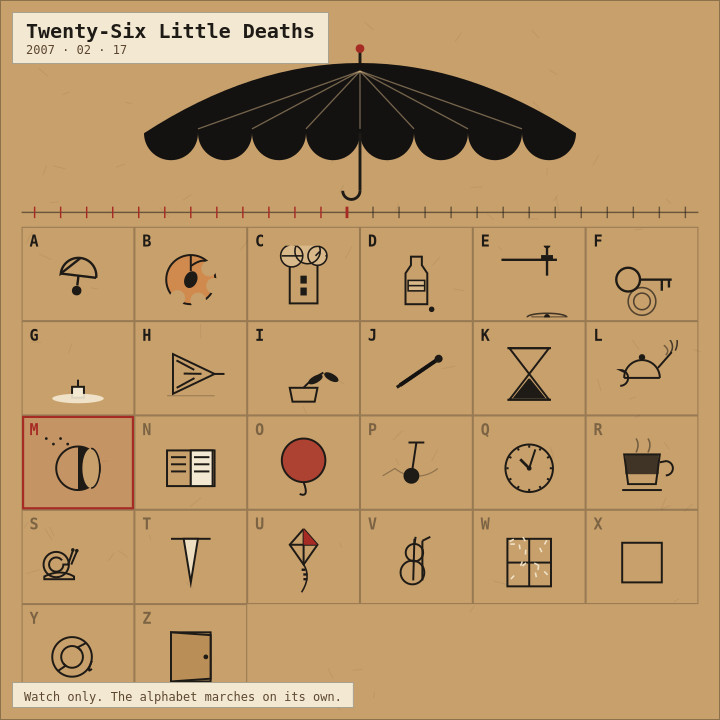 Twenty-Six Little Deaths
2007 · 02 · 17
A B C D E F
G H I J K L
M N O P Q R
S T U V W X
Y Z
Watch only. The alphabet marches on its own.